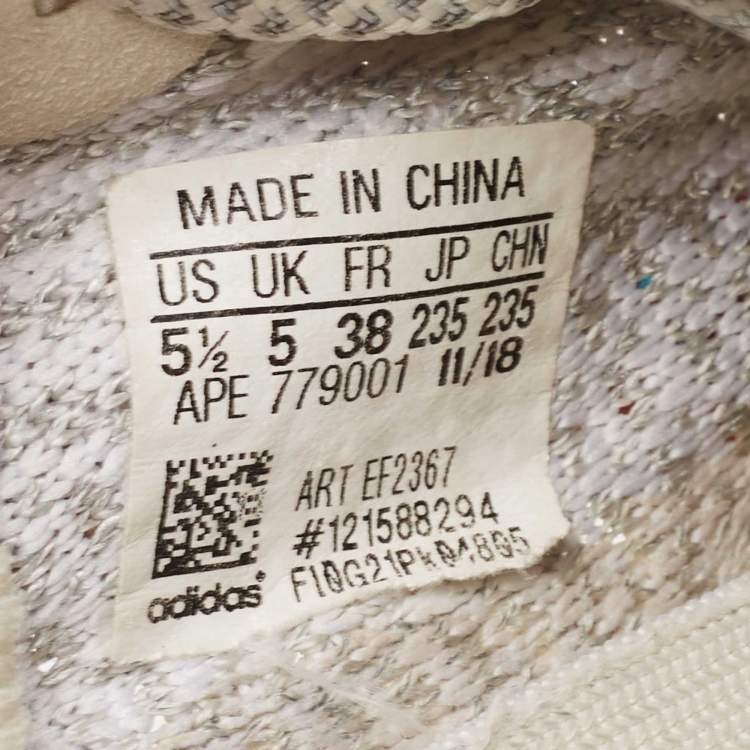 MADE IN CHINA
US UK FR JP CHN
5½ 5 38 235 235
APE 779001 11/18
ART EF2367
#121588294
adidas